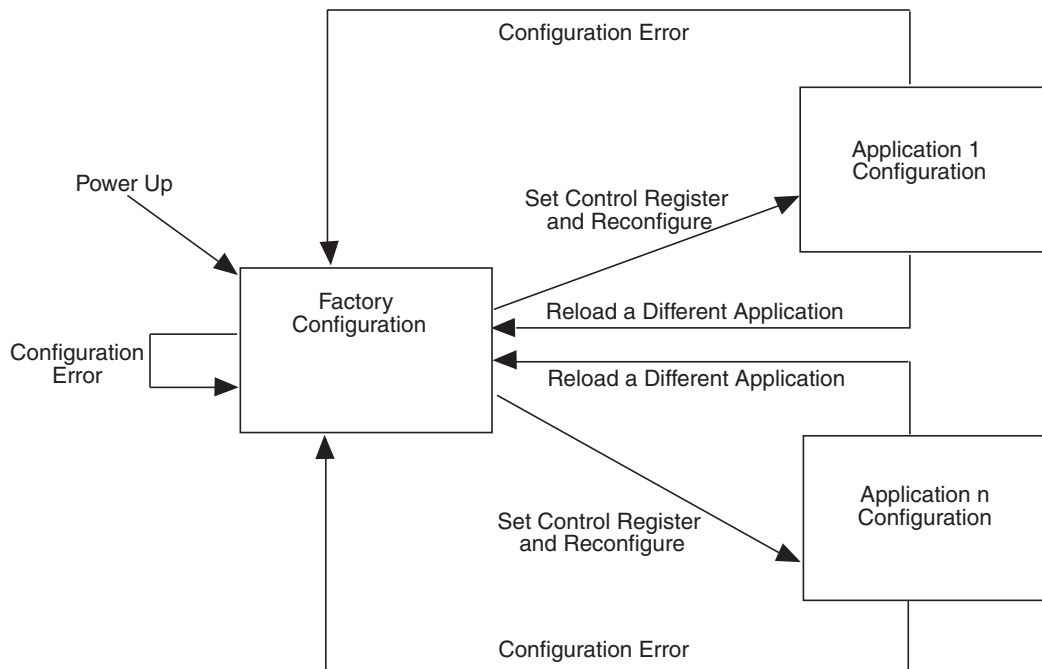 Configuration Error
Application 1
Configuration
Power Up
Set Control Register
and Reconfigure
Factory
Configuration
Reload a Different Application
Configuration
Error
Reload a Different Application
Application n
Configuration
Set Control Register
and Reconfigure
Configuration Error